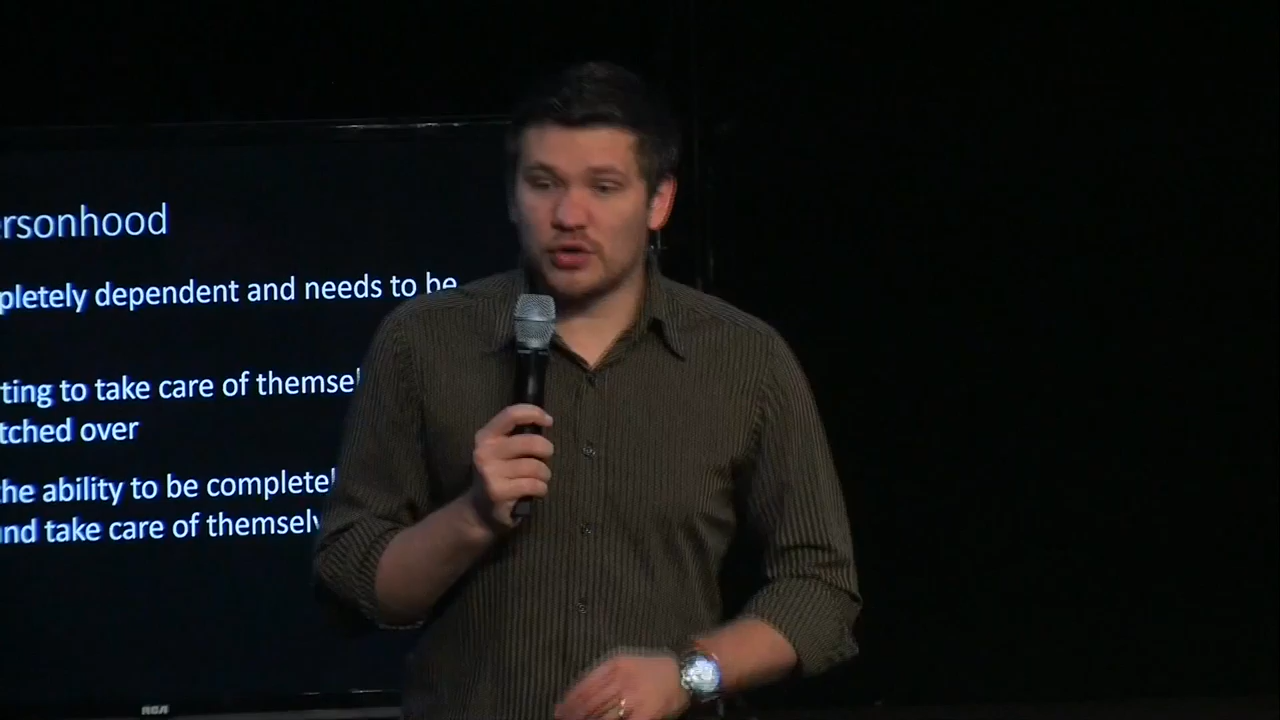 ersonhood
pletely dependent and needs to be
ting to take care of themsel
tched over
he ability to be complete
nd take care of themselv
RCA